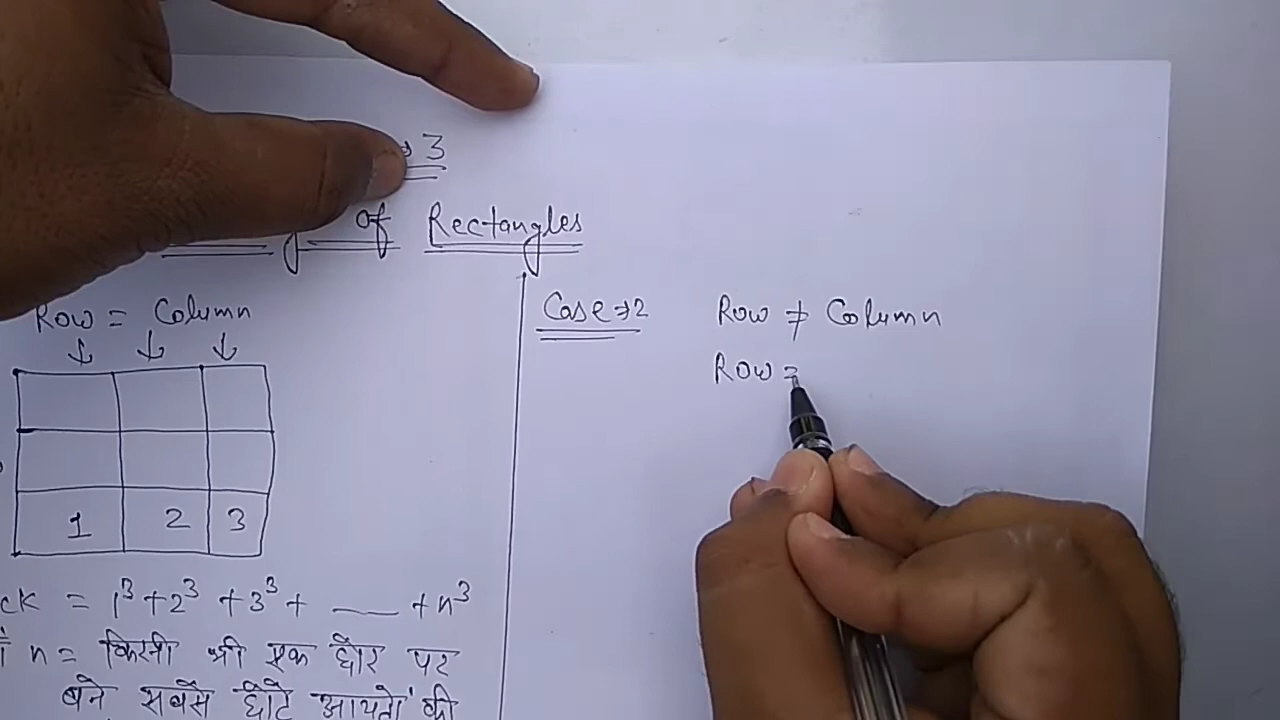 3
of Rectangles
Row = Column
1 2 3
ck = 1³ + 2³ + 3³ + ___ + n³
n = किसी भी एक छोर पर
बने सबसे छोटे आयतों की
Case → 2
Row ≠ Column
Row =